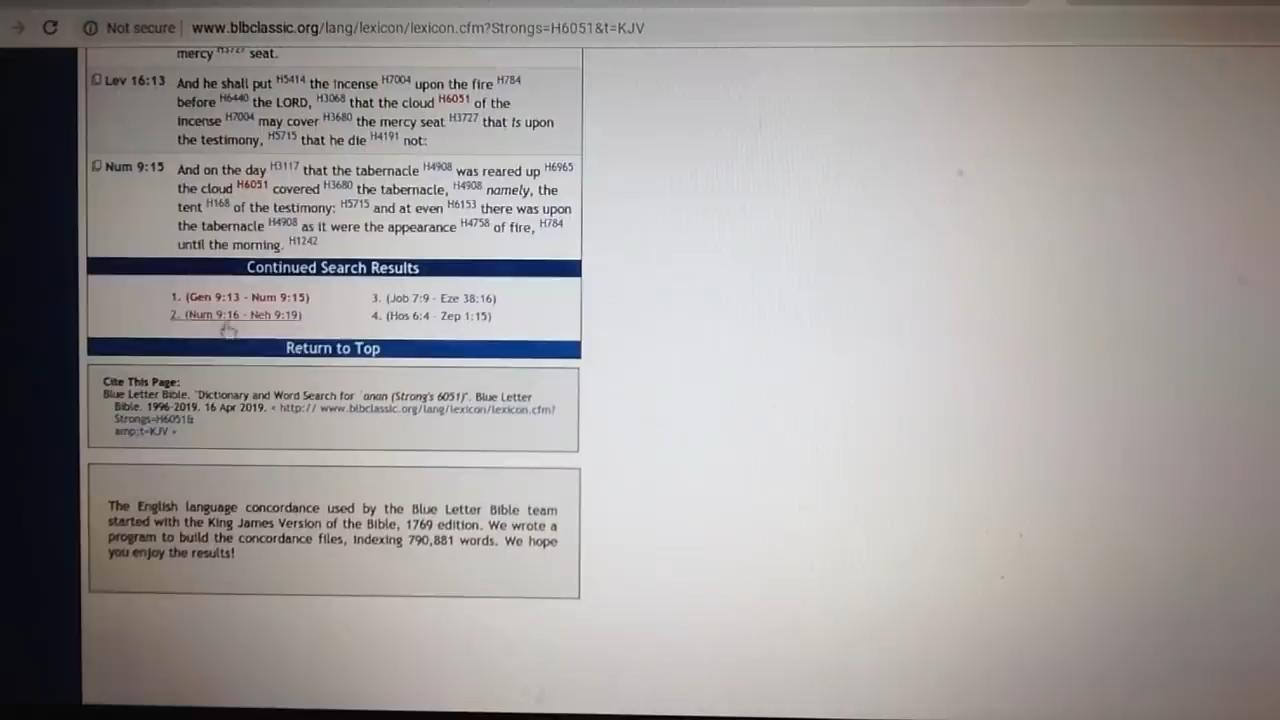 Not secure | www.blbclassic.org/lang/lexicon/lexicon.cfm?Strongs=H6051&t=KJV
mercy H3727 seat.
Lev 16:13 And he shall put H5414 the incense H7004 upon the fire H784
before H6440 the LORD, H3068 that the cloud H6051 of the
incense H7004 may cover H3680 the mercy seat H3727 that is upon
the testimony, H5715 that he die H4191 not:
Num 9:15 And on the day H3117 that the tabernacle H4908 was reared up H6965
the cloud H6051 covered H3680 the tabernacle, H4908 namely, the
tent H168 of the testimony: H5715 and at even H6153 there was upon
the tabernacle H4908 as it were the appearance H4758 of fire, H784
until the morning. H1242
Continued Search Results
1. (Gen 9:13 - Num 9:15) 3. (Job 7:9 - Eze 38:16)
2. (Num 9:16 - Neh 9:19) 4. (Hos 6:4 - Zep 1:15)
Return to Top
Cite This Page:
Blue Letter Bible. "Dictionary and Word Search for `anan (Strong's 6051)". Blue Letter
Bible. 1996-2019. 16 Apr 2019. < http:// www.blbclassic.org/lang/lexicon/lexicon.cfm?
Strongs=H6051&
amp;t=KJV >
The English language concordance used by the Blue Letter Bible team
started with the King James Version of the Bible, 1769 edition. We wrote a
program to build the concordance files, indexing 790,881 words. We hope
you enjoy the results!